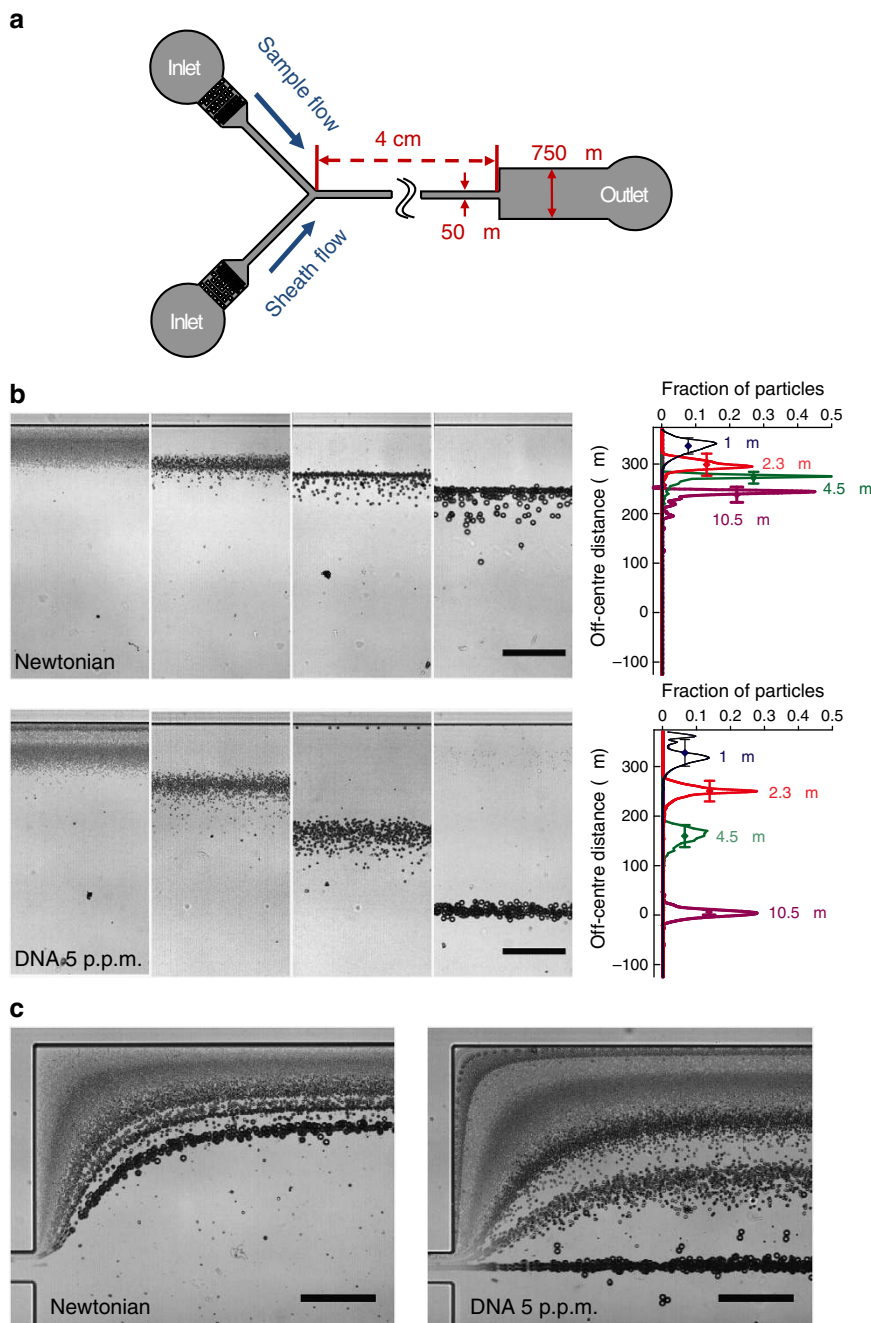 a
Inlet
Sample flow
4 cm
750 m
Outlet
50 m
Sheath flow
Inlet
b
Fraction of particles
0 0.1 0.2 0.3 0.4 0.5
1 m
2.3 m
4.5 m
10.5 m
300
200
100
0
−100
Off-centre distance ( m)
Newtonian
Fraction of particles
0 0.1 0.2 0.3 0.4 0.5
1 m
2.3 m
4.5 m
10.5 m
300
200
100
0
−100
Off-centre distance ( m)
DNA 5 p.p.m.
c
Newtonian
DNA 5 p.p.m.